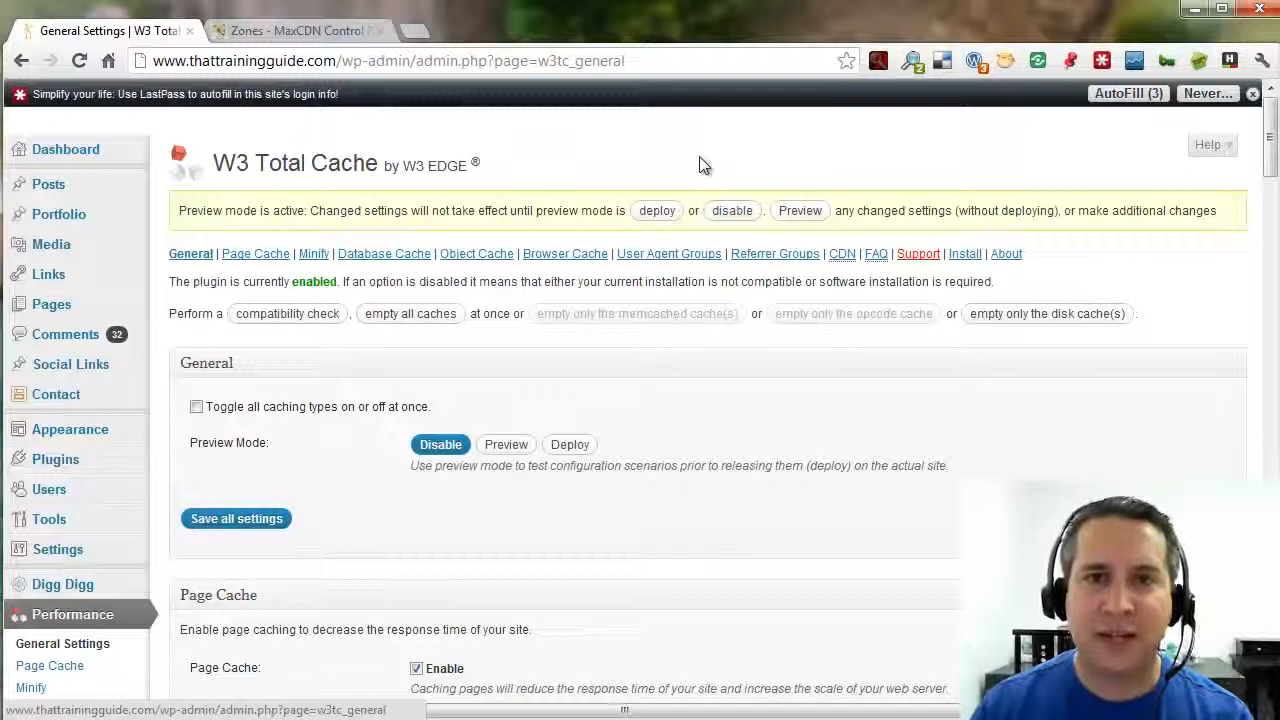 General Settings | W3 Total
Zones - MaxCDN Control
www.thattrainingguide.com/wp-admin/admin.php?page=w3tc_general
2
3
Simplify your life: Use LastPass to autofill in this site's login info!
AutoFill (3)
Never...
Dashboard
Posts
Portfolio
Media
Links
Pages
Comments 32
Social Links
Contact
Appearance
Plugins
Users
Tools
Settings
Digg Digg
Performance
General Settings
Page Cache
Minify
W3 Total Cache by W3 EDGE ®
Help
Preview mode is active: Changed settings will not take effect until preview mode is deploy or disable . Preview any changed settings (without deploying), or make additional changes
General | Page Cache | Minify | Database Cache | Object Cache | Browser Cache | User Agent Groups | Referrer Groups | CDN | FAQ | Support | Install | About
The plugin is currently enabled. If an option is disabled it means that either your current installation is not compatible or software installation is required.
Perform a compatibility check , empty all caches at once or empty only the memcached cache(s) or empty only the opcode cache or empty only the disk cache(s) .
General
Toggle all caching types on or off at once.
Preview Mode: Disable Preview Deploy
Use preview mode to test configuration scenarios prior to releasing them (deploy) on the actual site.
Save all settings
Page Cache
Enable page caching to decrease the response time of your site.
Page Cache: Enable
Caching pages will reduce the response time of your site and increase the scale of your web server.
www.thattrainingguide.com/wp-admin/admin.php?page=w3tc_general